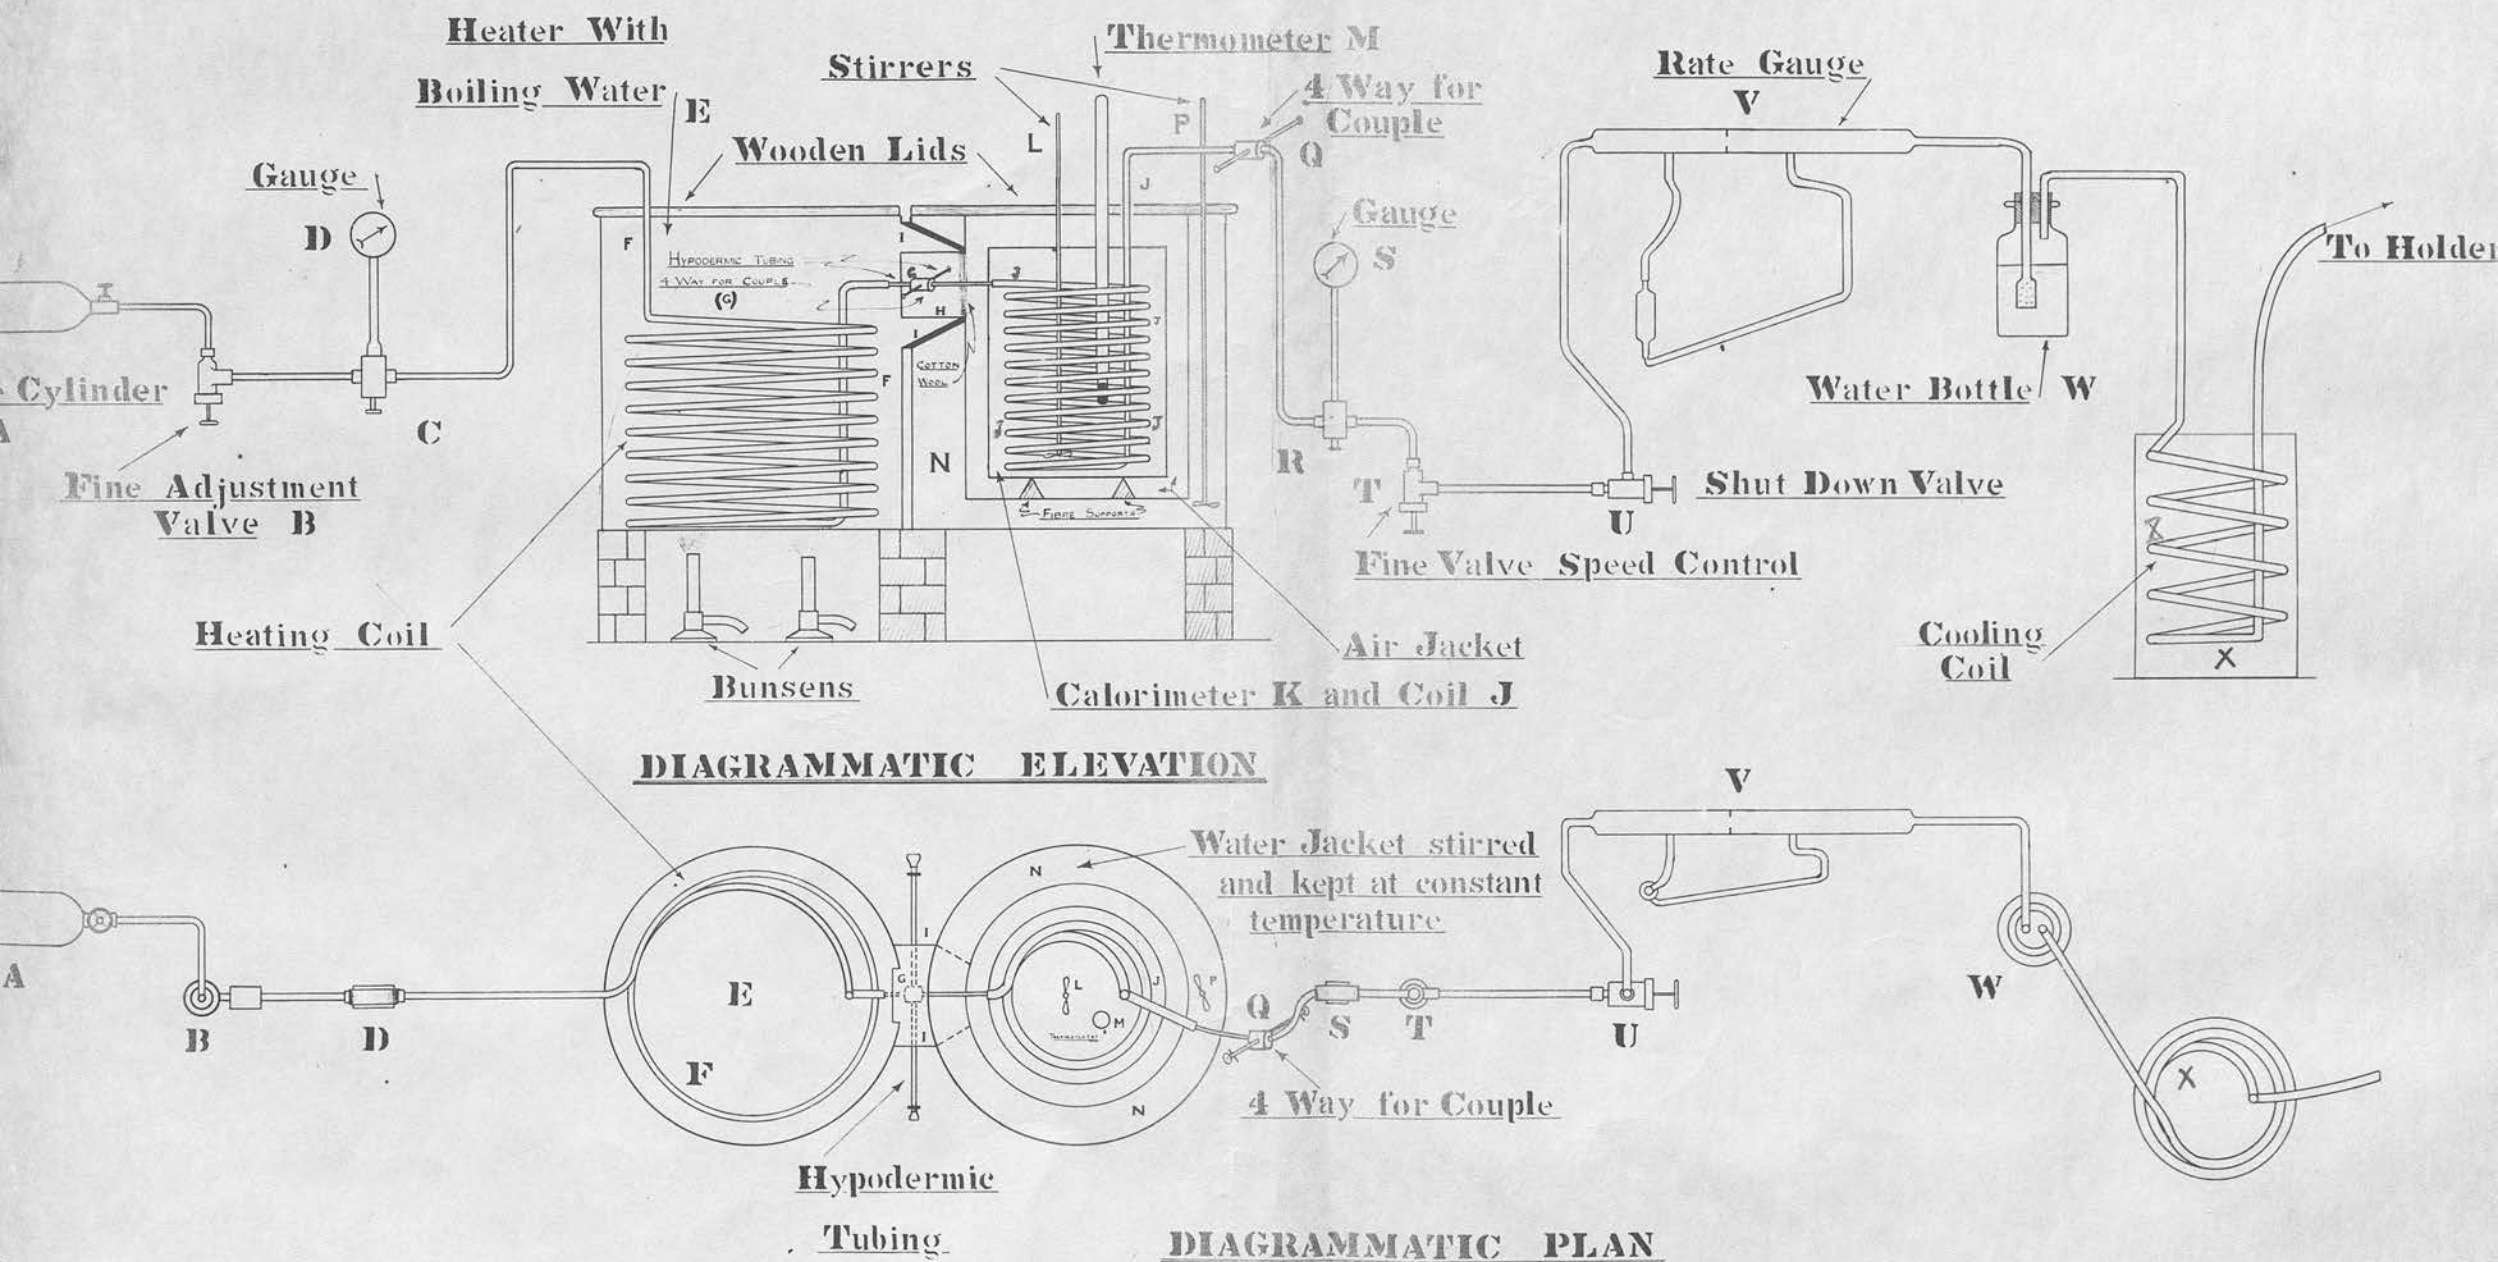 Heater With
Boiling Water
E
Stirrers
Thermometer M
4 Way for
Couple
Q
Rate Gauge
V
Wooden Lids
L
P
J
Gauge
D
Gauge
S
To Holder
F
I
HYPODERMIC TUBING
4 WAY FOR COUPLE
(G)
G
J
H
I
J
F
COTTON
WOOL
J
J
Cylinder
A
C
Water Bottle W
N
R
Fine Adjustment
Valve B
T
Shut Down Valve
U
FIBRE SUPPORTS
Fine Valve Speed Control
X
Heating Coil
Air Jacket
Cooling
Coil
X
Bunsens
Calorimeter K and Coil J
DIAGRAMMATIC ELEVATION
V
Water Jacket stirred
and kept at constant
temperature
N
I
A
G
E
L
J
P
W
M
THERMOMETER
Q
S
T
U
B
D
I
F
X
N
4 Way for Couple
Hypodermic
Tubing
DIAGRAMMATIC PLAN